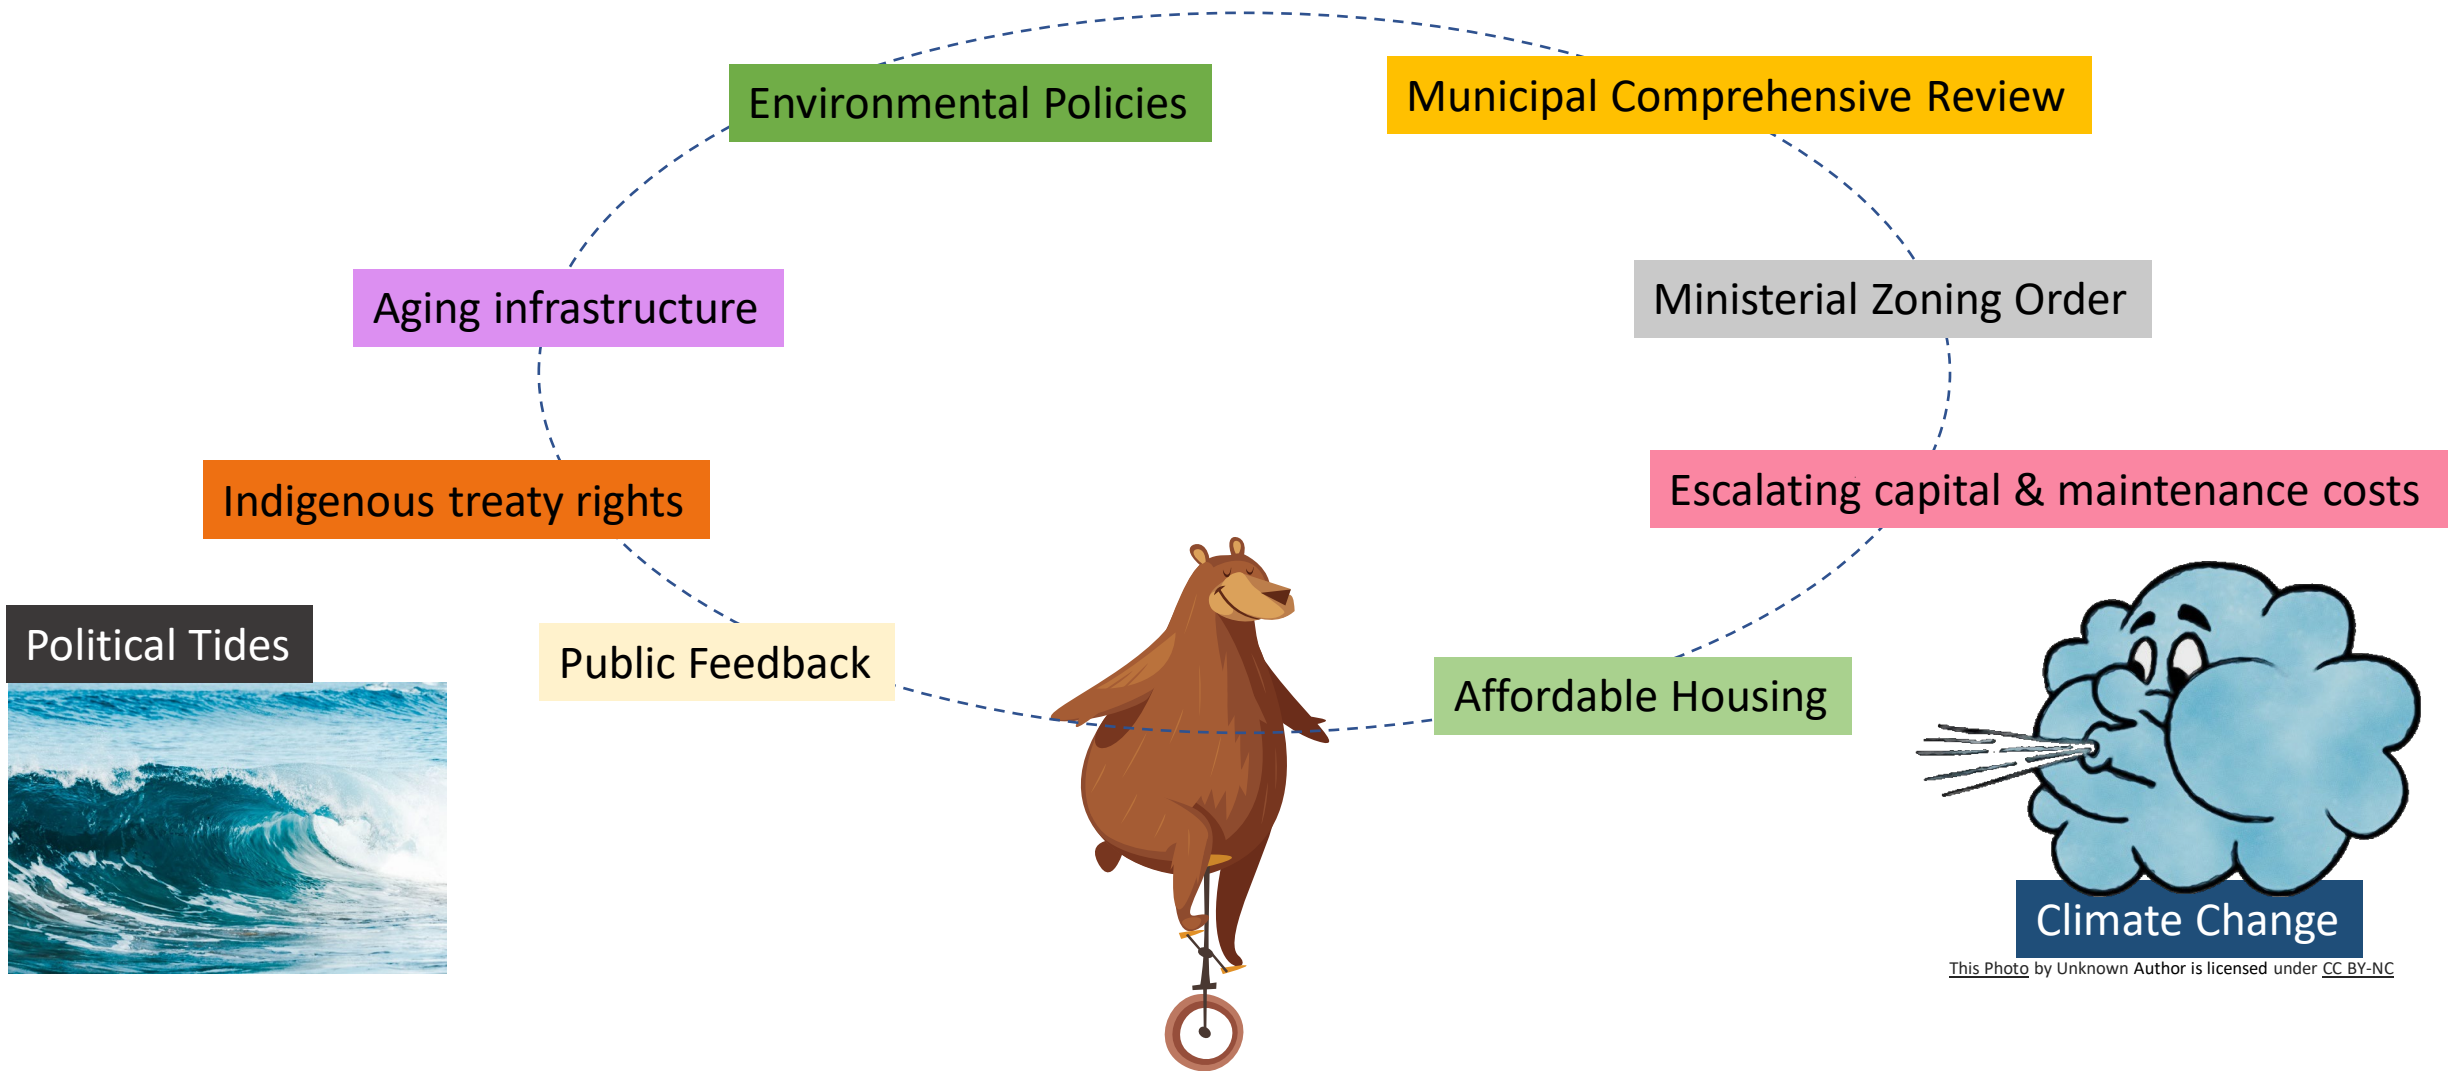 Environmental Policies
Municipal Comprehensive Review
Aging infrastructure
Ministerial Zoning Order
Indigenous treaty rights
Escalating capital & maintenance costs
Political Tides
Public Feedback
Affordable Housing
Climate Change
This Photo by Unknown Author is licensed under CC BY-NC